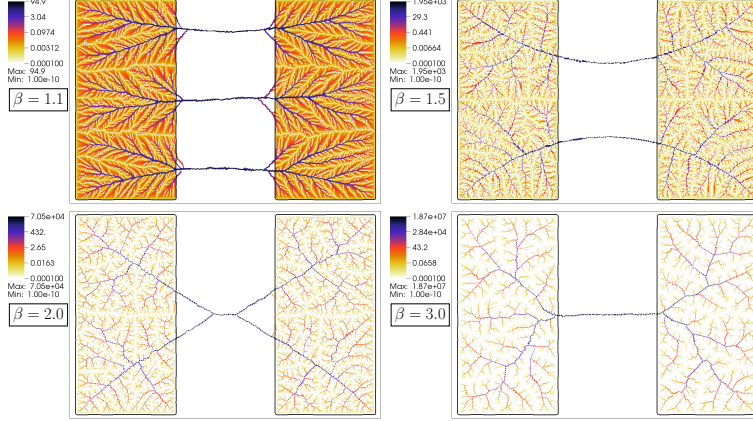 94.9
3.04
0.0974
0.00312
0.000100
Max: 94.9
Min: 1.00e-10
β = 1.1
1.95e+03
29.3
0.441
0.00664
0.000100
Max: 1.95e+03
Min: 1.00e-10
β = 1.5
7.05e+04
432.
2.65
0.0163
0.000100
Max: 7.05e+04
Min: 1.00e-10
β = 2.0
1.87e+07
2.84e+04
43.2
0.0658
0.000100
Max: 1.87e+07
Min: 1.00e-10
β = 3.0